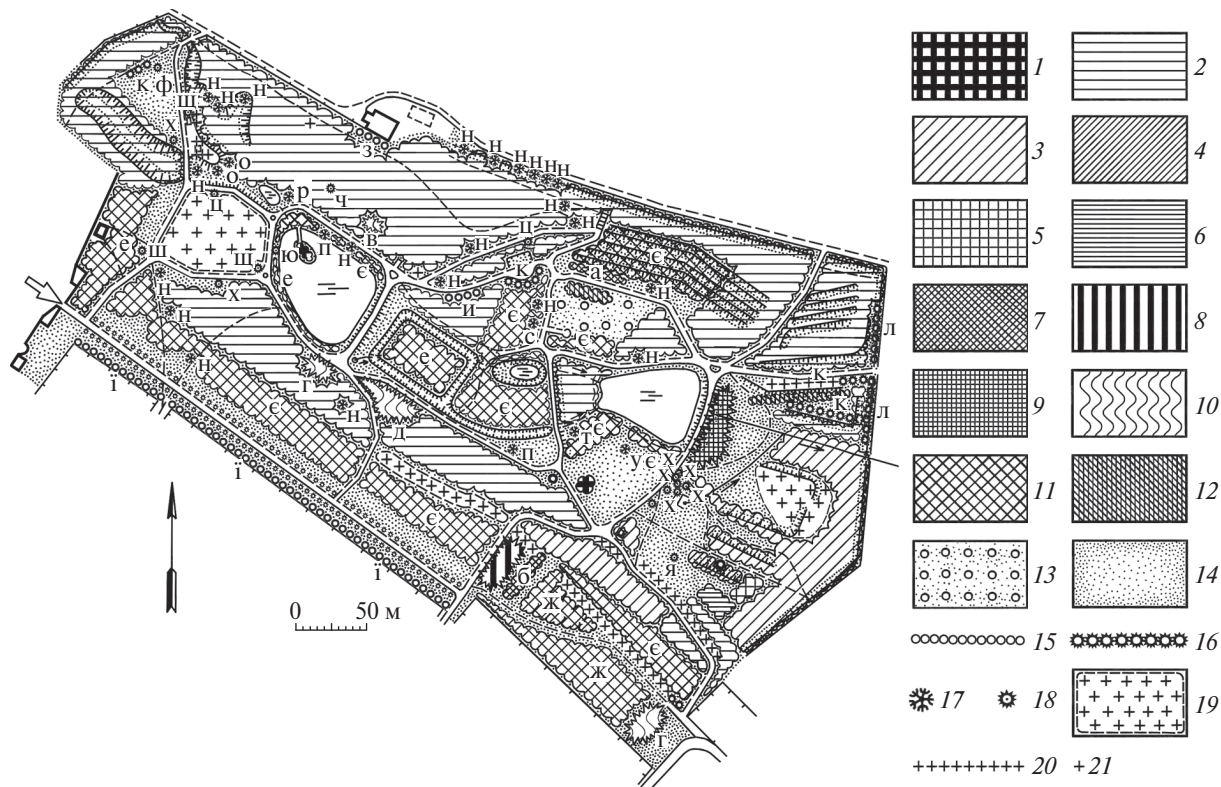 к ф
ш
н
н
н
г
х
о
о
н
ц
з
н
н
н
н
н
р
ч
н
н
ц
в
н
п
н
ю
є
е
е
ш
ш
н
н
х
к
н
и
а
є
н
є
н
с
є
н
л
к
к
л
е
є
г
н
д
н
є
ї
ї
ї
є
п
є
т
у є
х
х
х
х
б
ж
ж
я
є
г
0 50 м
1
2
3
4
5
6
7
8
9
10
11
12
13
14
15
16
17
18
19
20
21